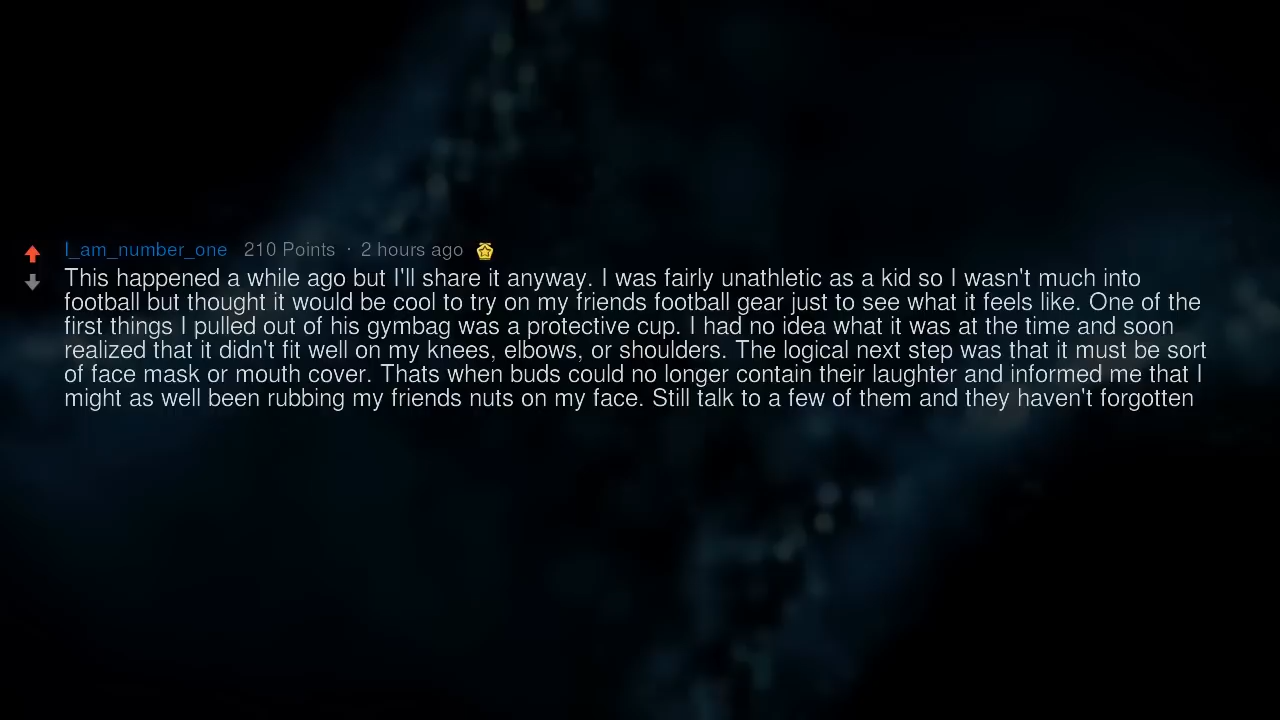 I_am_number_one 210 Points · 2 hours ago
This happened a while ago but I'll share it anyway. I was fairly unathletic as a kid so I wasn't much into
football but thought it would be cool to try on my friends football gear just to see what it feels like. One of the
first things I pulled out of his gymbag was a protective cup. I had no idea what it was at the time and soon
realized that it didn't fit well on my knees, elbows, or shoulders. The logical next step was that it must be sort
of face mask or mouth cover. Thats when buds could no longer contain their laughter and informed me that I
might as well been rubbing my friends nuts on my face. Still talk to a few of them and they haven't forgotten